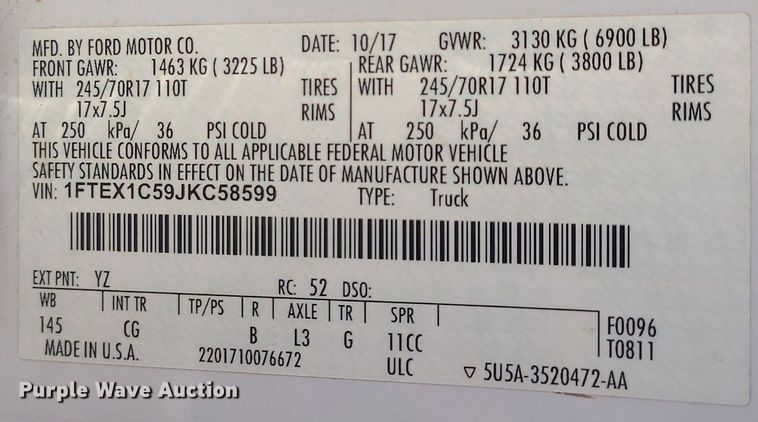 MFD. BY FORD MOTOR CO. DATE: 10/17 GVWR: 3130 KG ( 6900 LB)
FRONT GAWR: 1463 KG ( 3225 LB) REAR GAWR: 1724 KG ( 3800 LB)
WITH 245/70R17 110T TIRES WITH 245/70R17 110T TIRES
17x7.5J RIMS 17x7.5J RIMS
AT 250 kPa/ 36 PSI COLD AT 250 kPa/ 36 PSI COLD
THIS VEHICLE CONFORMS TO ALL APPLICABLE FEDERAL MOTOR VEHICLE
SAFETY STANDARDS IN EFFECT ON THE DATE OF MANUFACTURE SHOWN ABOVE.
VIN: 1FTEX1C59JKC58599 TYPE: Truck
EXT PNT: YZ RC: 52 DSO:
WB INT TR TP/PS R AXLE TR SPR
145 CG B L3 G 11CC F0096
T0811
MADE IN U.S.A. 2201710076672 ULC ▽ 5U5A-3520472-AA
Purple Wave Auction